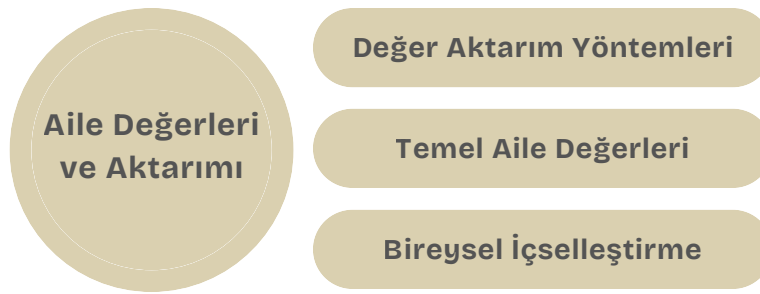 Aile Değerleri
ve Aktarımı
Değer Aktarım Yöntemleri
Temel Aile Değerleri
Bireysel İçselleştirme